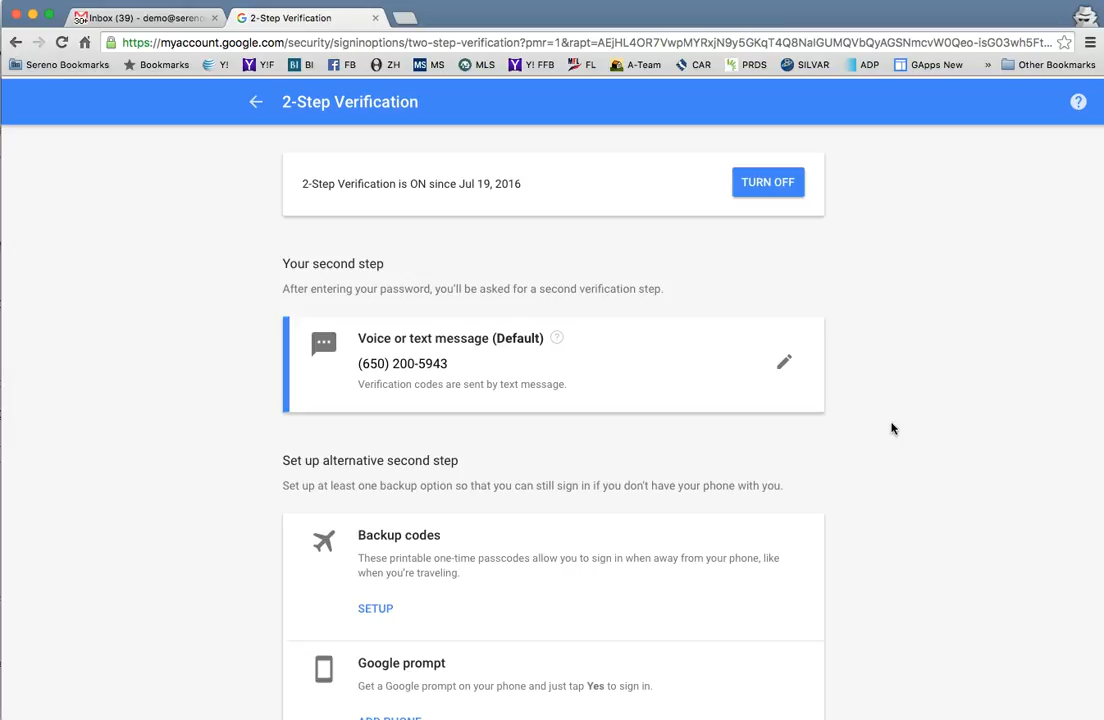 30+ Inbox (39) - demo@sereno
2-Step Verification
https://myaccount.google.com/security/signinoptions/two-step-verification?pmr=1&rapt=AEjHL4OR7VwpMYRxjN9y5GKqT4Q8NalGUMQVbQyAGSNmcvW0Qeo-isG03wh5Ft...
Sereno Bookmarks Bookmarks Y! Y!F BI FB ZH MS MLS Y! FFB FL A-Team CAR PRDS SILVAR ADP GApps New » Other Bookmarks
2-Step Verification
2-Step Verification is ON since Jul 19, 2016
TURN OFF
Your second step
After entering your password, you'll be asked for a second verification step.
Voice or text message (Default)
(650) 200-5943
Verification codes are sent by text message.
Set up alternative second step
Set up at least one backup option so that you can still sign in if you don't have your phone with you.
Backup codes
These printable one-time passcodes allow you to sign in when away from your phone, like
when you're traveling.
SETUP
Google prompt
Get a Google prompt on your phone and just tap Yes to sign in.
ADD PHONE